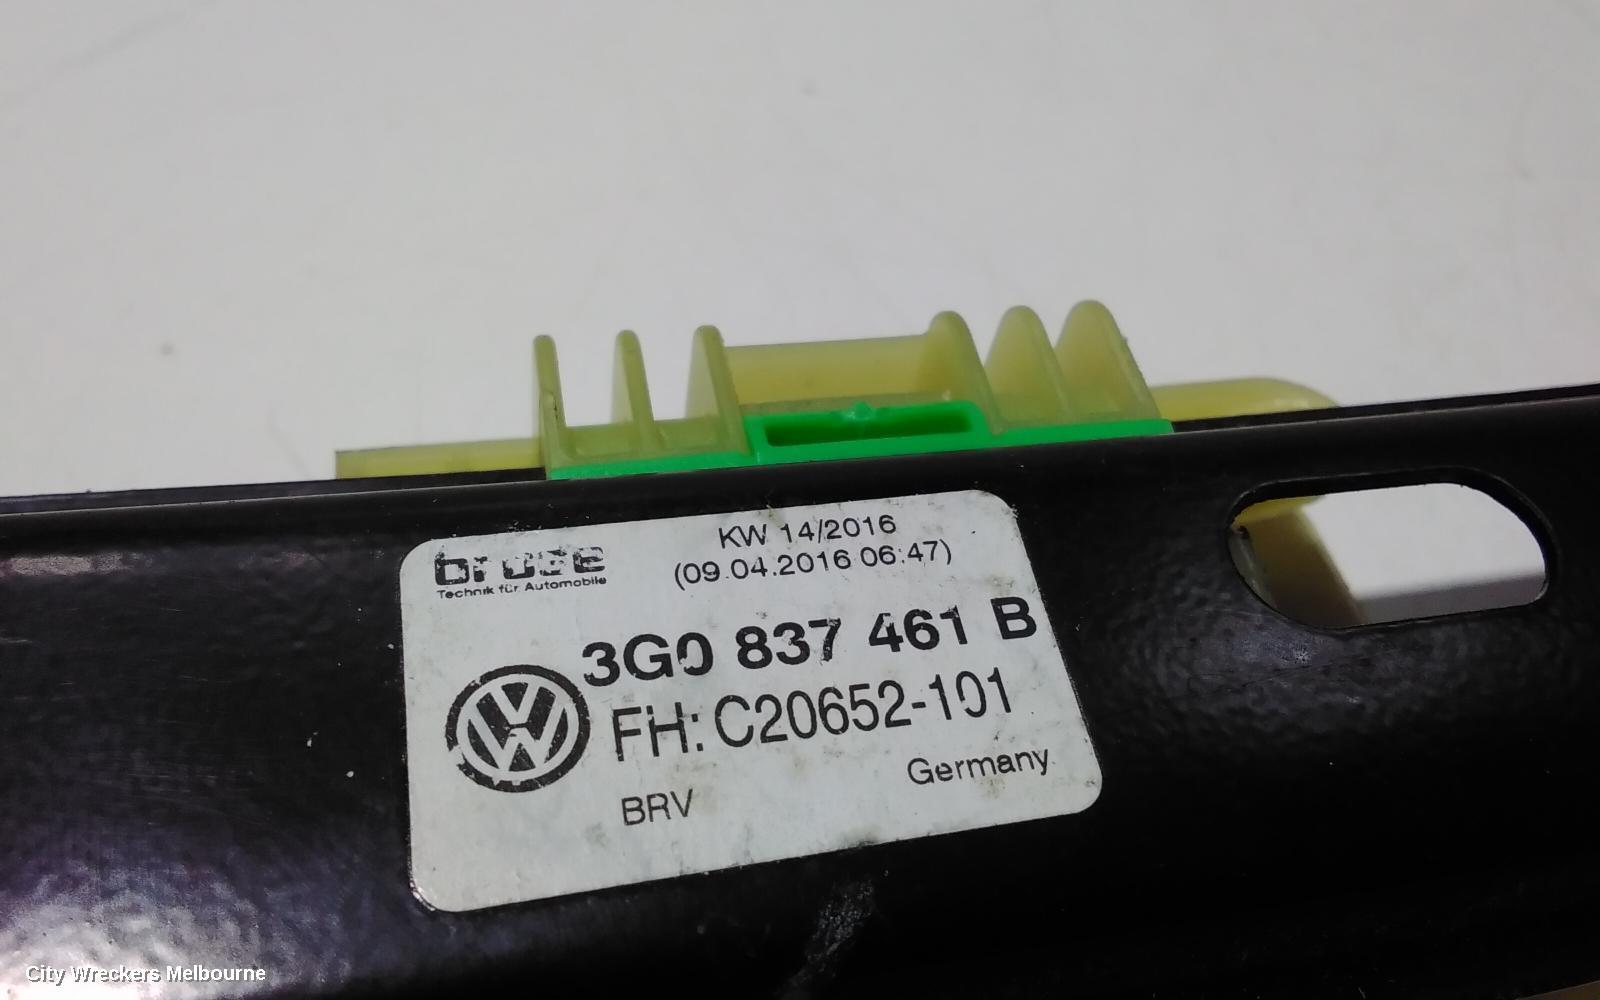 brose
Technik für Automobile
KW 14/2016
(09.04.2016 06:47)
3G0 837 461 B
FH: C20652-101
Germany
BRV
City Wreckers Melbourne